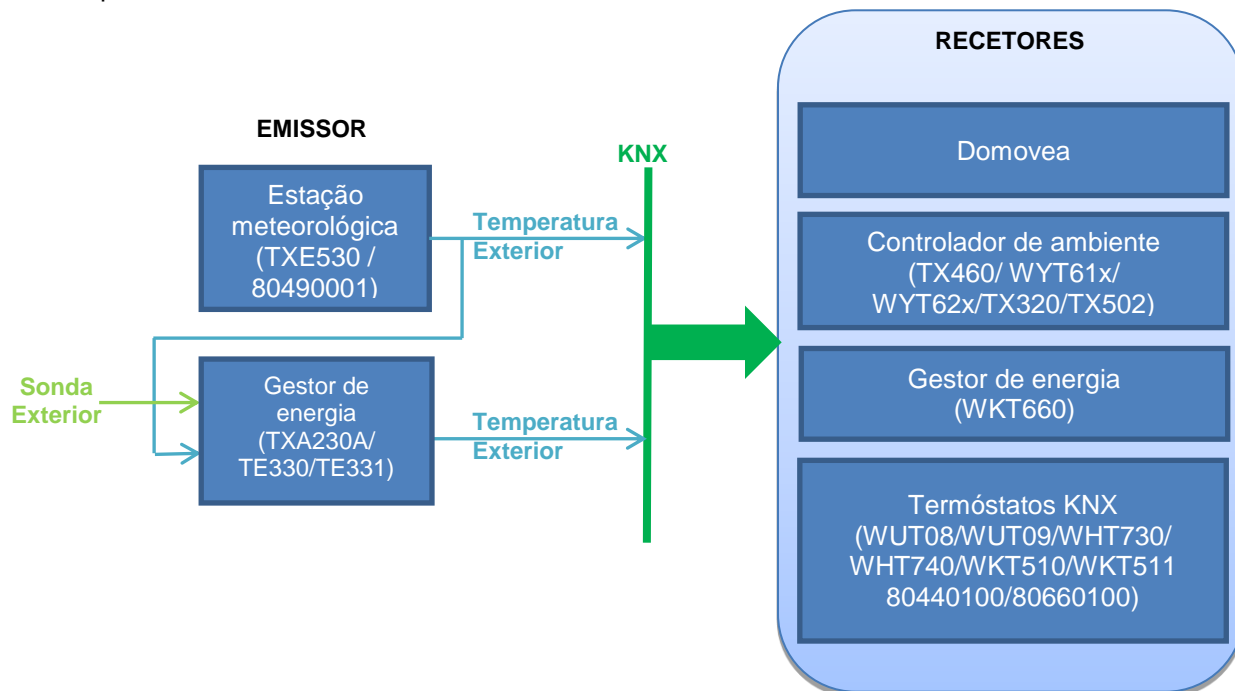 EMISSOR
Estação
meteorológica
(TXE530 /
80490001)
Temperatura
Exterior
Sonda
Exterior
Gestor de
energia
(TXA230A/
TE330/TE331)
Temperatura
Exterior
KNX
RECETORES
Domovea
Controlador de ambiente
(TX460/ WYT61x/
WYT62x/TX320/TX502)
Gestor de energia
(WKT660)
Termóstatos KNX
(WUT08/WUT09/WHT730/
WHT740/WKT510/WKT511
80440100/80660100)